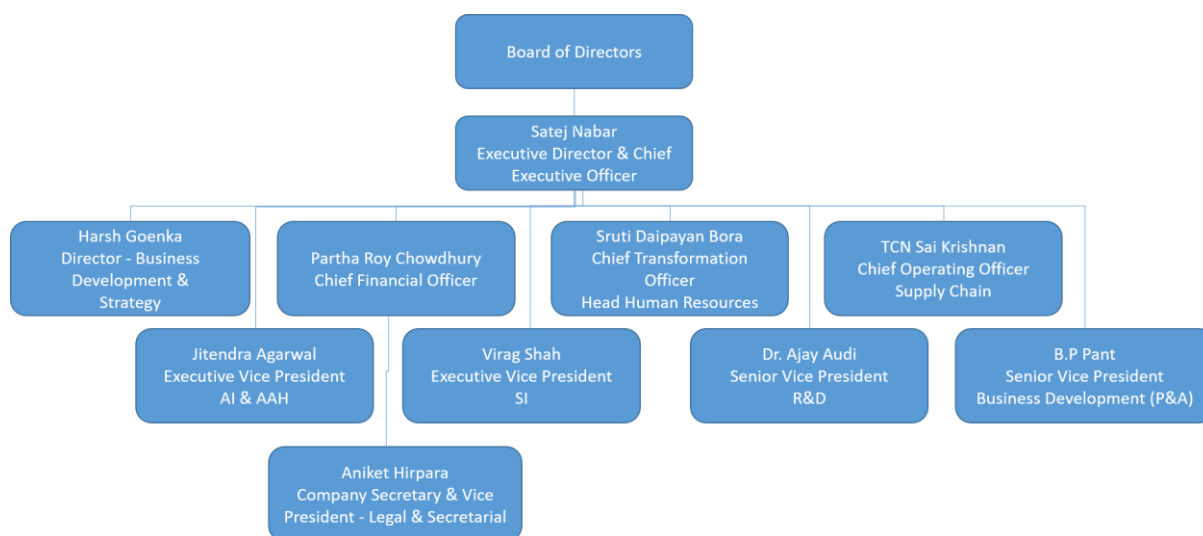 Board of Directors
Satej Nabar
Executive Director & Chief
Executive Officer
Harsh Goenka
Director - Business
Development &
Strategy
Partha Roy Chowdhury
Chief Financial Officer
Sruti Daipayan Bora
Chief Transformation
Officer
Head Human Resources
TCN Sai Krishnan
Chief Operating Officer
Supply Chain
Jitendra Agarwal
Executive Vice President
AI & AAH
Virag Shah
Executive Vice President
SI
Dr. Ajay Audi
Senior Vice President
R&D
B.P Pant
Senior Vice President
Business Development (P&A)
Aniket Hirpara
Company Secretary & Vice
President - Legal & Secretarial